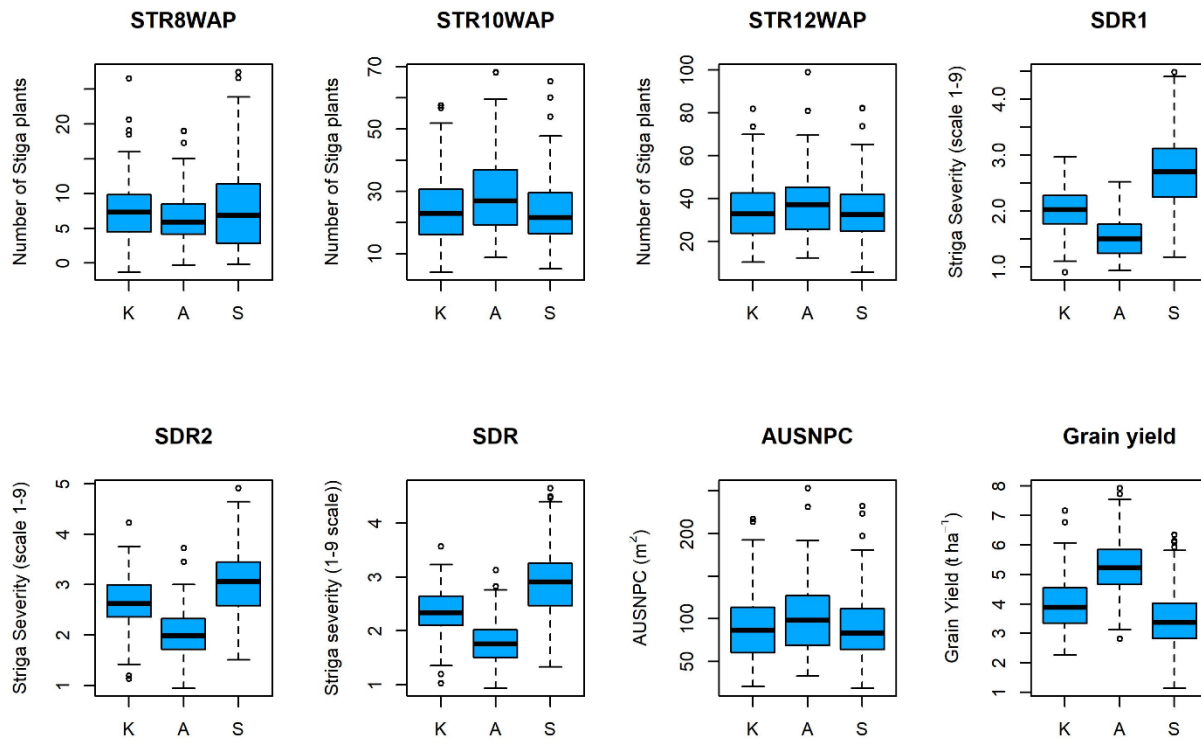 STR8WAP
Number of Stiga plants
0 5 10 20
K A S
STR10WAP
Number of Stiga plants
10 30 50 70
K A S
STR12WAP
Number of Stiga plants
20 40 60 80 100
K A S
SDR1
Striga Severity (scale 1-9)
1.0 2.0 3.0 4.0
K A S
SDR2
Striga Severity (scale 1-9)
1 2 3 4 5
K A S
SDR
Striga Severity (1-9 scale))
1 2 3 4
K A S
AUSNPC
AUSNPC (m²)
50 100 200
K A S
Grain yield
Grain Yield (t ha⁻¹)
1 2 3 4 5 6 7 8
K A S